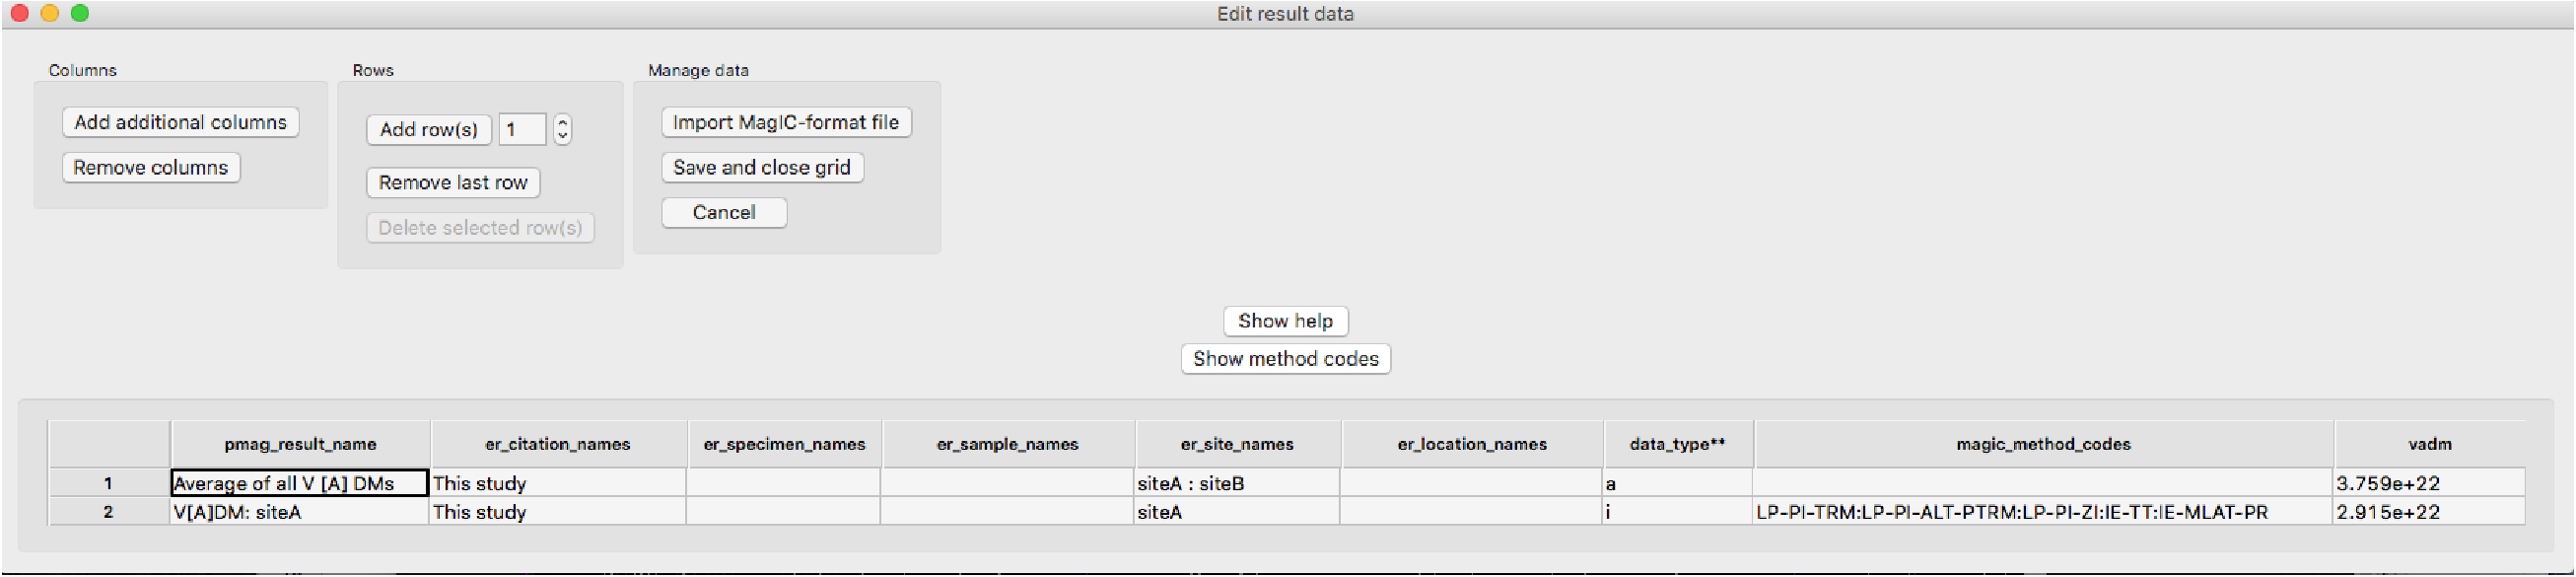 Edit result data
Columns
Add additional columns
Remove columns
Rows
Add row(s) 1
Remove last row
Delete selected row(s)
Manage data
Import MagIC-format file
Save and close grid
Cancel
Show help
Show method codes
pmag_result_name er_citation_names er_specimen_names er_sample_names er_site_names er_location_names data_type** magic_method_codes vadm
1 Average of all V [A] DMs This study siteA : siteB a 3.759e+22
2 V[A]DM: siteA This study siteA i LP-PI-TRM:LP-PI-ALT-PTRM:LP-PI-ZI:IE-TT:IE-MLAT-PR 2.915e+22